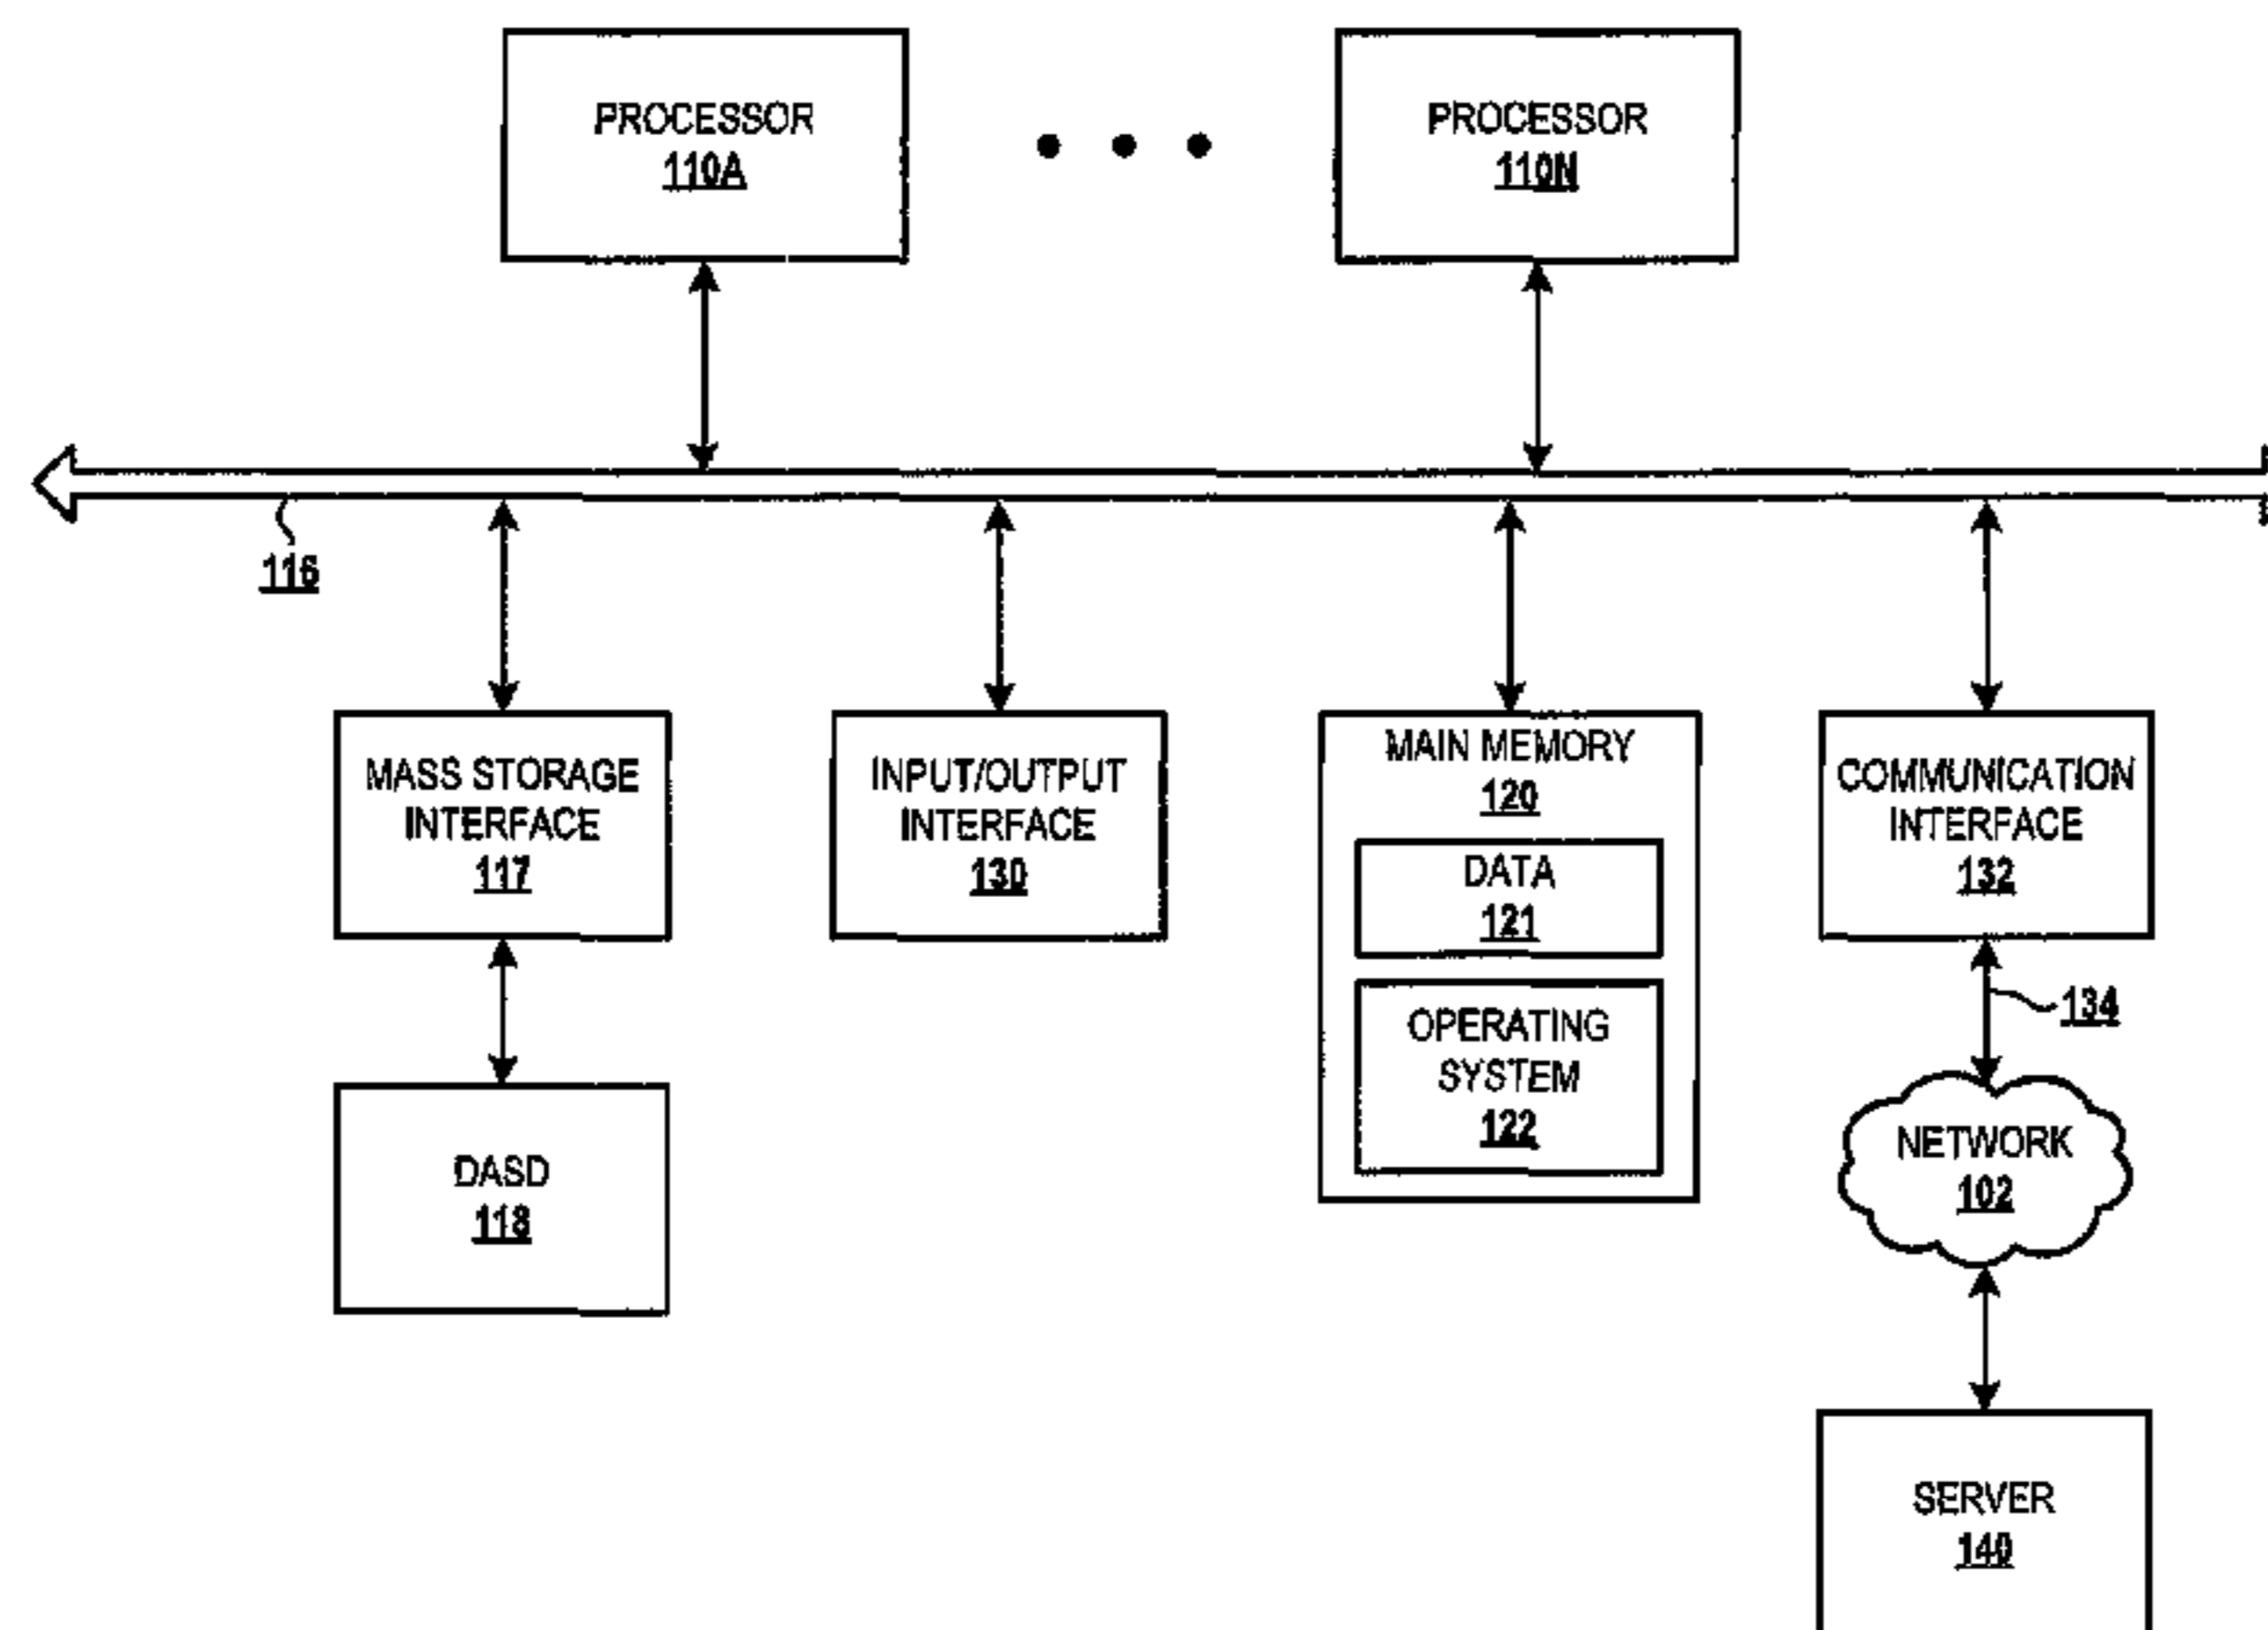 PROCESSOR
110A
PROCESSOR
110N
116
MASS STORAGE
INTERFACE
117
INPUT/OUTPUT
INTERFACE
130
MAIN MEMORY
120
DATA
121
OPERATING
SYSTEM
122
COMMUNICATION
INTERFACE
132
134
DASD
118
NETWORK
102
SERVER
140